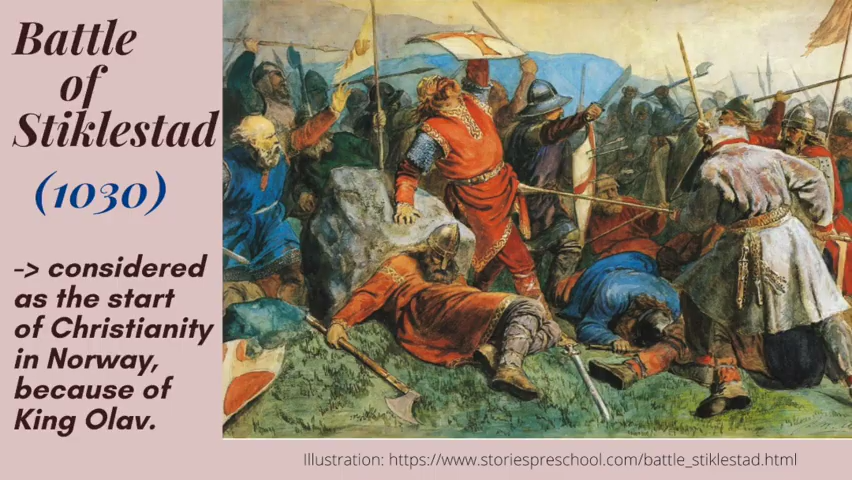 Battle
of
Stiklestad
(1030)
-> considered
as the start
of Christianity
in Norway,
because of
King Olav.
Illustration: https://www.storiespreschool.com/battle_stiklestad.html